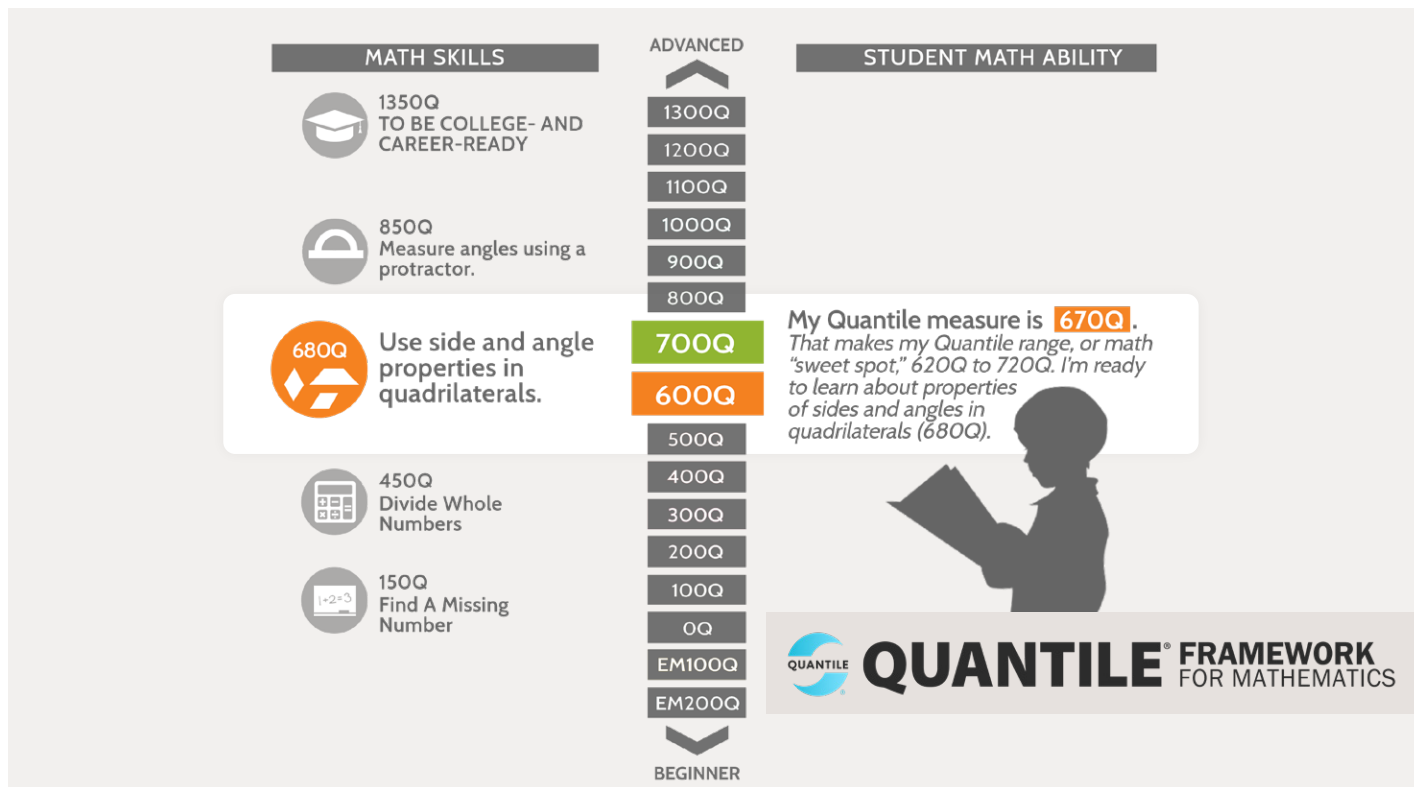 MATH SKILLS
1350Q
TO BE COLLEGE- AND
CAREER-READY
850Q
Measure angles using a
protractor.
680Q
Use side and angle
properties in
quadrilaterals.
450Q
Divide Whole
Numbers
1+2=3
150Q
Find A Missing
Number
ADVANCED
1300Q
1200Q
1100Q
1000Q
900Q
800Q
700Q
600Q
500Q
400Q
300Q
200Q
100Q
0Q
EM100Q
EM200Q
BEGINNER
STUDENT MATH ABILITY
My Quantile measure is 670Q.
That makes my Quantile range, or math
“sweet spot,” 620Q to 720Q. I'm ready
to learn about properties
of sides and angles in
quadrilaterals (680Q).
QUANTILE
®
QUANTILE® FRAMEWORK
FOR MATHEMATICS